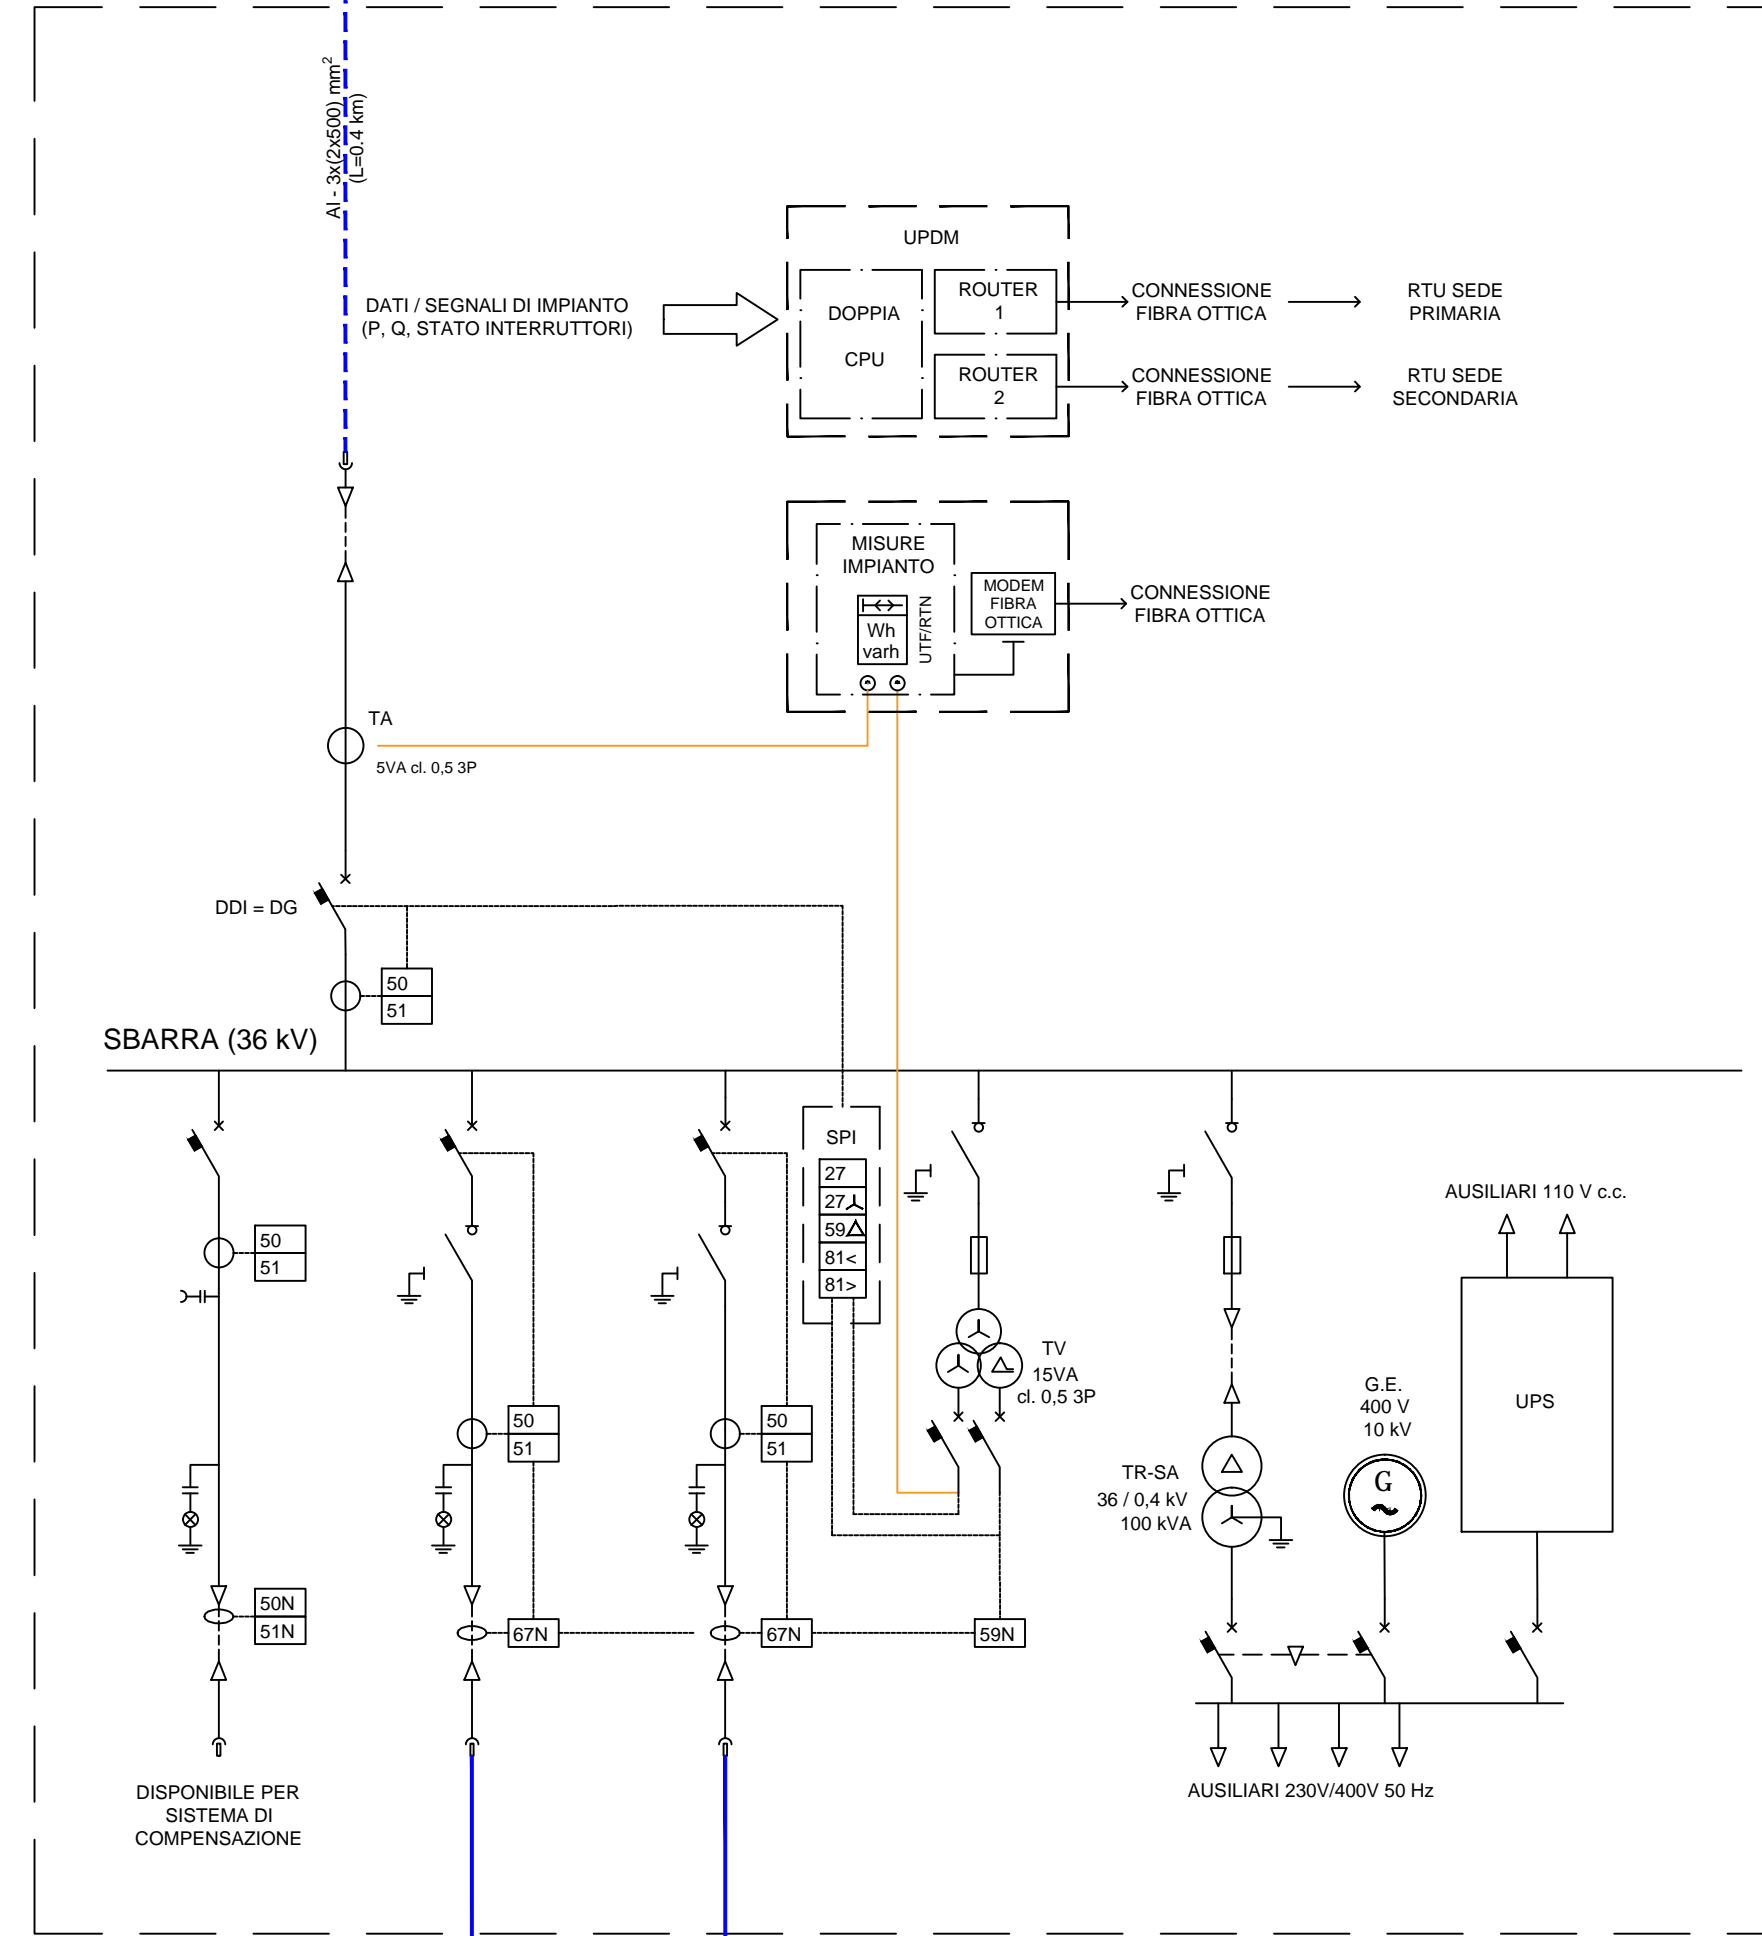 Al - 3x(2x500) mm²
(L=0.4 km)
UPDM
DATI / SEGNALI DI IMPIANTO
(P, Q, STATO INTERRUTTORI)
DOPPIA
CPU
ROUTER
1
CONNESSIONE
FIBRA OTTICA
RTU SEDE
PRIMARIA
ROUTER
2
CONNESSIONE
FIBRA OTTICA
RTU SEDE
SECONDARIA
MISURE
IMPIANTO
Wh
varh
UTF/RTN
MODEM
FIBRA
OTTICA
CONNESSIONE
FIBRA OTTICA
TA
5VA cl. 0,5 3P
DDI = DG
50
51
SBARRA (36 kV)
50
51
50N
51N
DISPONIBILE PER
SISTEMA DI
COMPENSAZIONE
50
51
67N
50
51
67N
SPI
27
27
59
81<
81>
TV
15VA
cl. 0,5 3P
59N
TR-SA
36 / 0,4 kV
100 kVA
G.E.
400 V
10 kV
G
AUSILIARI 110 V c.c.
UPS
AUSILIARI 230V/400V 50 Hz